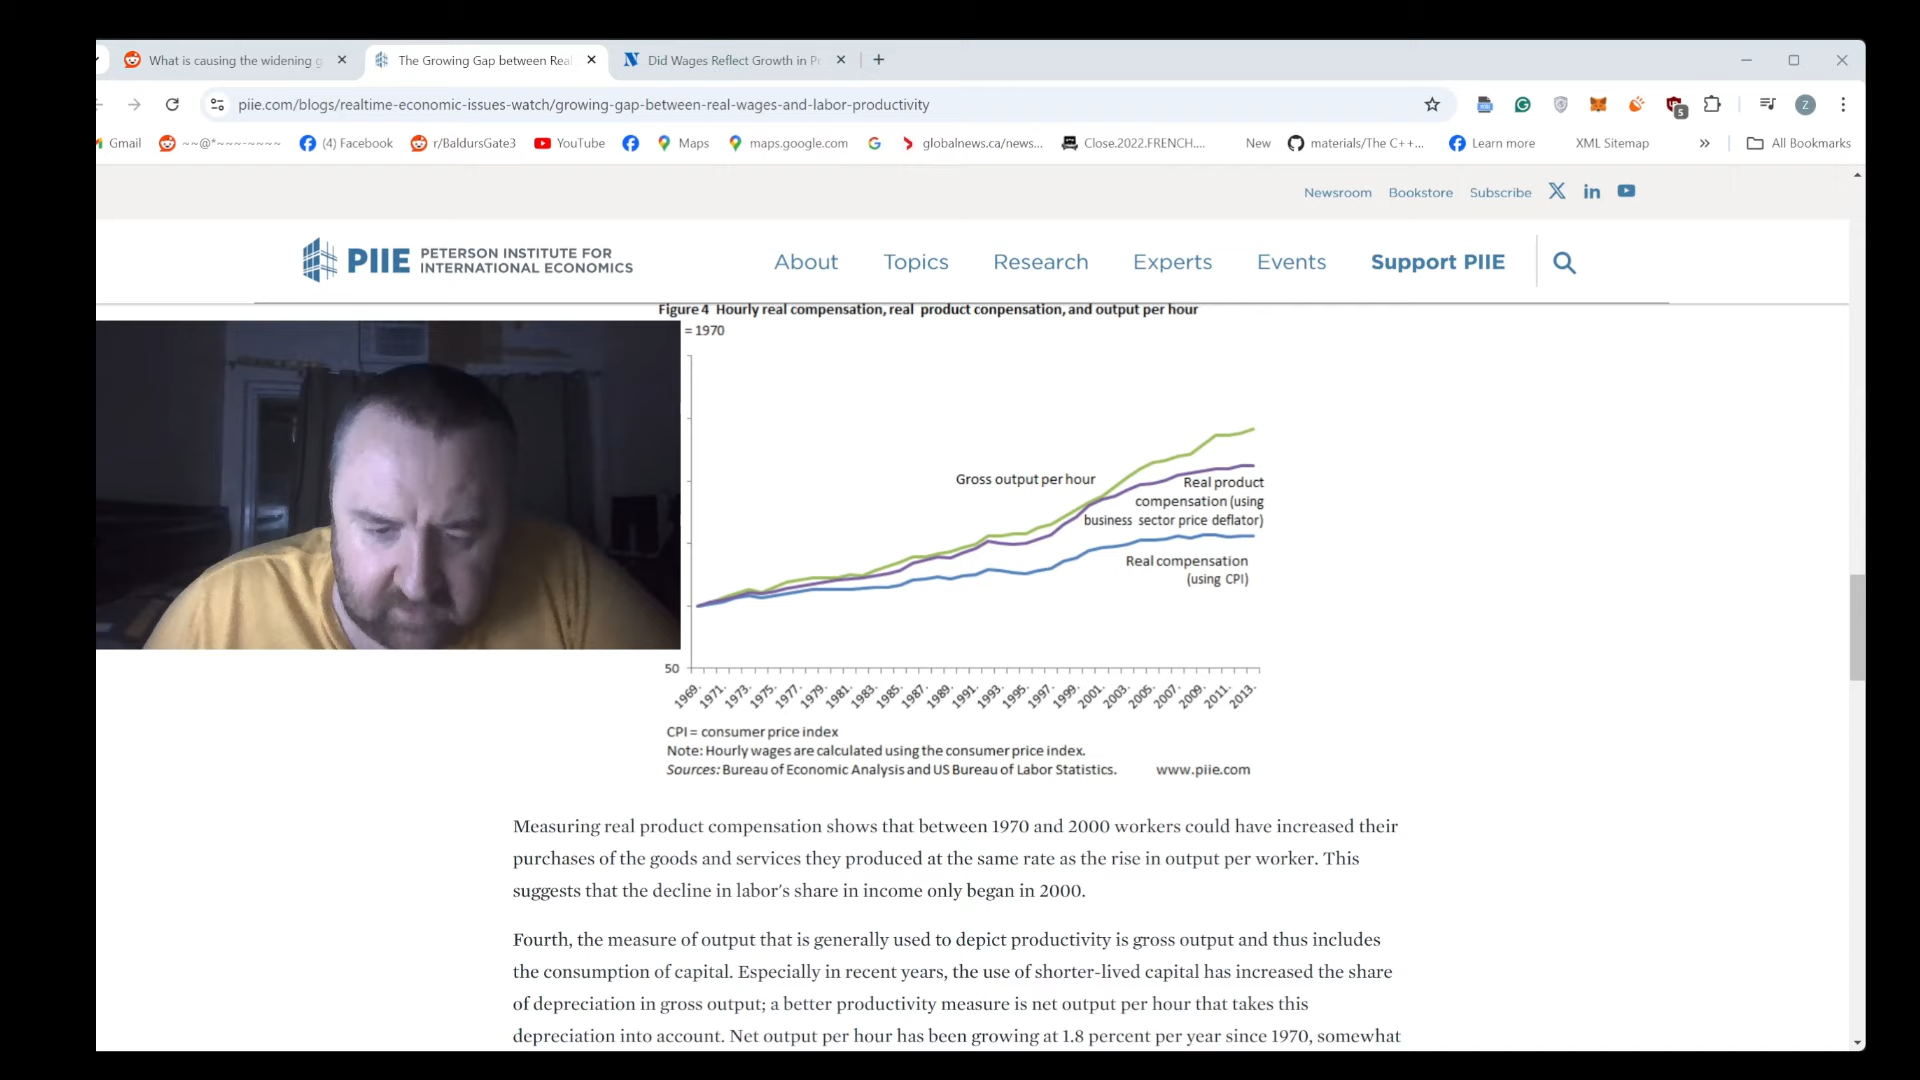 What is causing the widening g
The Growing Gap between Rea
Did Wages Reflect Growth in P
piie.com/blogs/realtime-economic-issues-watch/growing-gap-between-real-wages-and-labor-productivity
5
Z
Gmail
~~@*~~~-~~~~
(4) Facebook
r/BaldursGate3
YouTube
Maps
maps.google.com
globalnews.ca/news...
Close.2022.FRENCH....
New
materials/The C++...
Learn more
XML Sitemap
All Bookmarks
Newsroom Bookstore Subscribe
PIIE PETERSON INSTITUTE FOR
INTERNATIONAL ECONOMICS
About Topics Research Experts Events Support PIIE
Figure 4 Hourly real compensation, real product conpensation, and output per hour
= 1970
Gross output per hour
Real product
compensation (using
business sector price deflator)
Real compensation
(using CPI)
50
1969. 1971. 1973. 1975. 1977. 1979. 1981. 1983. 1985. 1987. 1989. 1991. 1993. 1995. 1997. 1999. 2001. 2003. 2005. 2007. 2009. 2011. 2013.
CPI = consumer price index
Note: Hourly wages are calculated using the consumer price index.
Sources: Bureau of Economic Analysis and US Bureau of Labor Statistics. www.piie.com
Measuring real product compensation shows that between 1970 and 2000 workers could have increased their
purchases of the goods and services they produced at the same rate as the rise in output per worker. This
suggests that the decline in labor's share in income only began in 2000.
Fourth, the measure of output that is generally used to depict productivity is gross output and thus includes
the consumption of capital. Especially in recent years, the use of shorter-lived capital has increased the share
of depreciation in gross output; a better productivity measure is net output per hour that takes this
depreciation into account. Net output per hour has been growing at 1.8 percent per year since 1970, somewhat